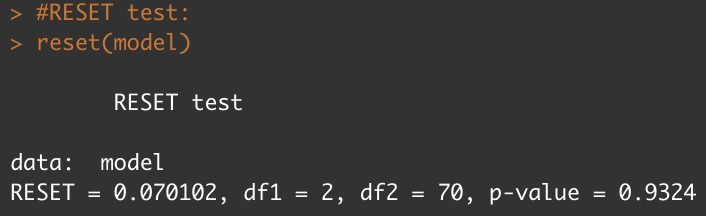 > #RESET test:
> reset(model)
RESET test
data:  model
RESET = 0.070102, df1 = 2, df2 = 70, p-value = 0.9324